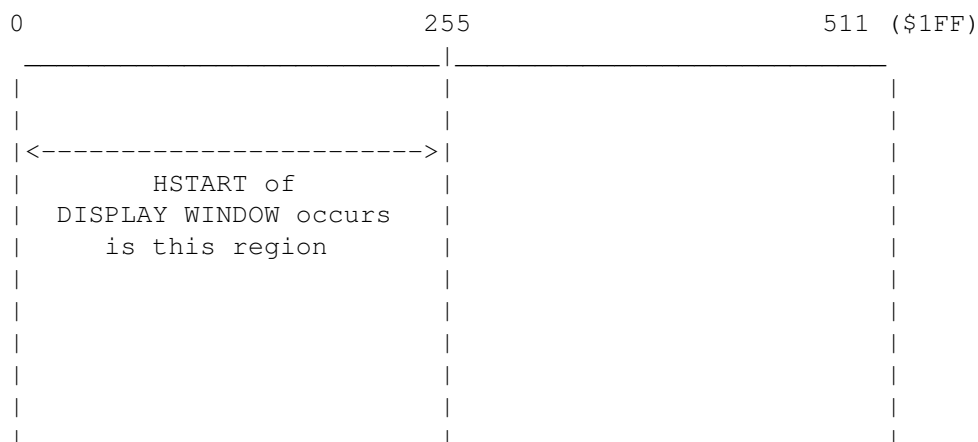 0 255 511 ($1FF)
HSTART of
DISPLAY WINDOW occurs
is this region